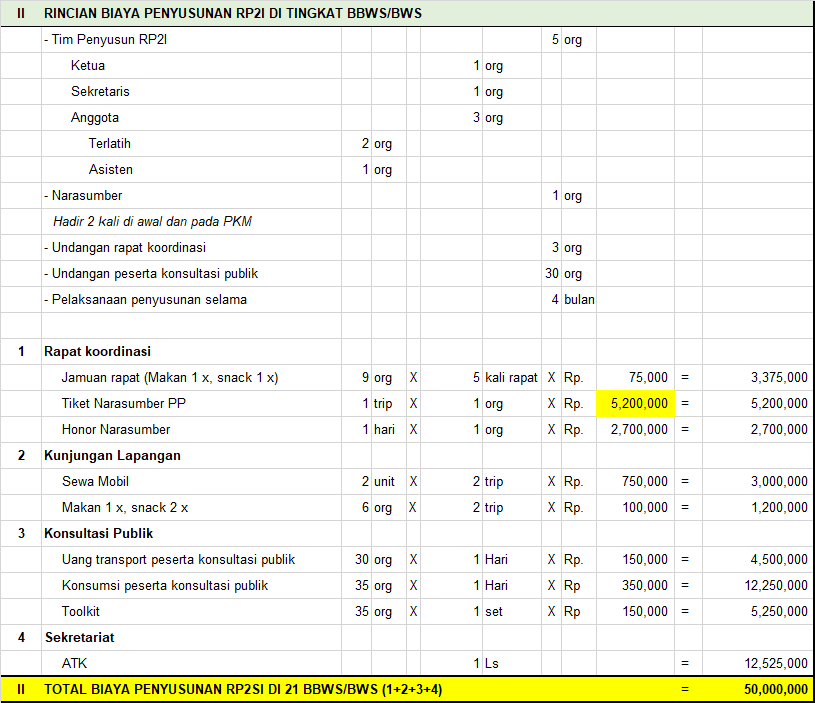 II RINCIAN BIAYA PENYUSUNAN RP2I DI TINGKAT BBWS/BWS
- Tim Penyusun RP2I 5 org
Ketua 1 org
Sekretaris 1 org
Anggota 3 org
Terlatih 2 org
Asisten 1 org
- Narasumber 1 org
Hadir 2 kali di awal dan pada PKM
- Undangan rapat koordinasi 3 org
- Undangan peserta konsultasi publik 30 org
- Pelaksanaan penyusunan selama 4 bulan
1 Rapat koordinasi
Jamuan rapat (Makan 1 x, snack 1 x) 9 org X 5 kali rapat X Rp. 75,000 = 3,375,000
Tiket Narasumber PP 1 trip X 1 org X Rp. 5,200,000 = 5,200,000
Honor Narasumber 1 hari X 1 org X Rp. 2,700,000 = 2,700,000
2 Kunjungan Lapangan
Sewa Mobil 2 unit X 2 trip X Rp. 750,000 = 3,000,000
Makan 1 x, snack 2 x 6 org X 2 trip X Rp. 100,000 = 1,200,000
3 Konsultasi Publik
Uang transport peserta konsultasi publik 30 org X 1 Hari X Rp. 150,000 = 4,500,000
Konsumsi peserta konsultasi publik 35 org X 1 Hari X Rp 350,000 = 12,250,000
Toolkit 35 org X 1 set X Rp 150,000 = 5,250,000
4 Sekretariat
ATK 1 Ls = 12,525,000
II TOTAL BIAYA PENYUSUNAN RP2SI DI 21 BBWS/BWS (1+2+3+4) = 50,000,000